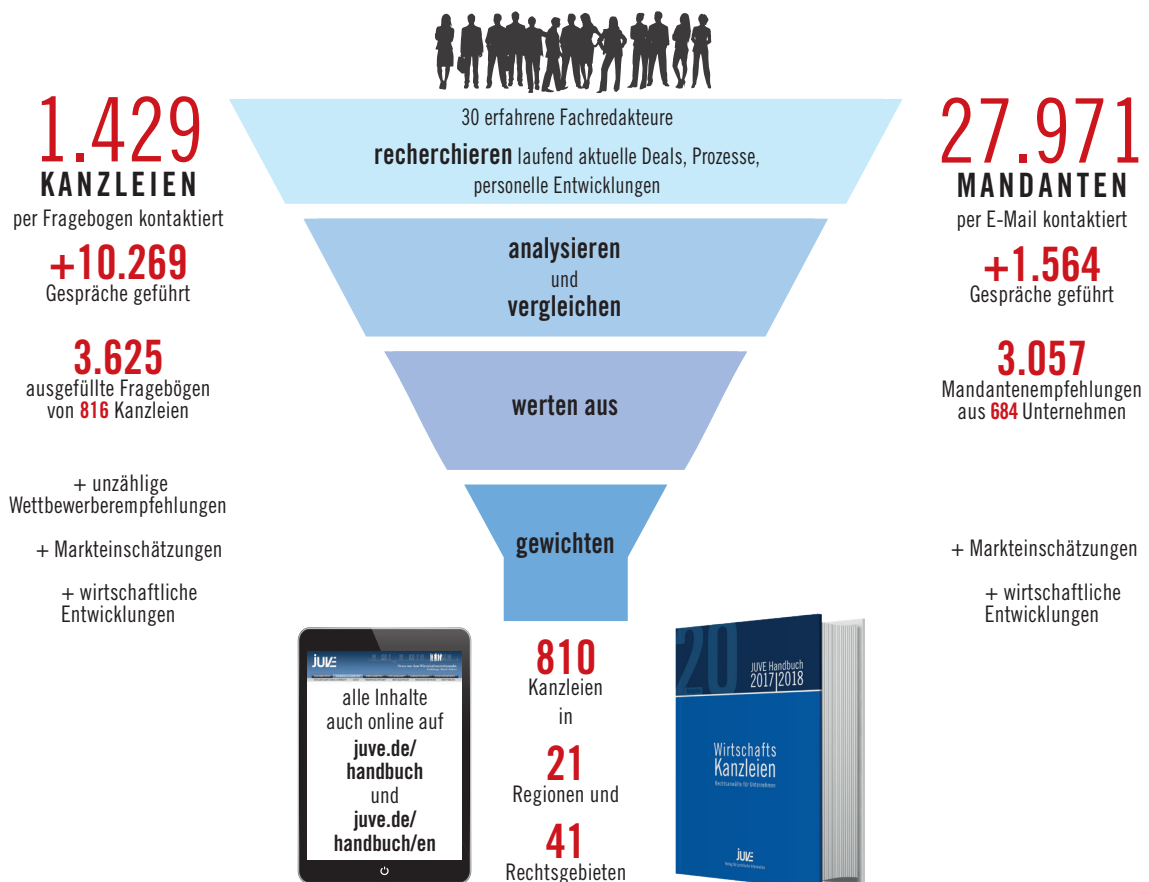 1.429
KANZLEIEN
per Fragebogen kontaktiert
+10.269
Gespräche geführt
3.625
ausgefüllte Fragebögen
von 816 Kanzleien
+ unzählige
Wettbewerberempfehlungen
+ Markteinschätzungen
+ wirtschaftliche
Entwicklungen
30 erfahrene Fachredakteure
recherchieren laufend aktuelle Deals, Prozesse,
personelle Entwicklungen
analysieren
und
vergleichen
werten aus
gewichten
27.971
MANDANTEN
per E-Mail kontaktiert
+1.564
Gespräche geführt
3.057
Mandantenempfehlungen
aus 684 Unternehmen
+ Markteinschätzungen
+ wirtschaftliche
Entwicklungen
JUVE
alle Inhalte
auch online auf
juve.de/
handbuch
und
juve.de/
handbuch/en
810
Kanzleien
in
21
Regionen und
41
Rechtsgebieten
20
JUVE Handbuch
2017|2018
Wirtschafts
Kanzleien
Rechtsanwälte für Unternehmen
JUVE